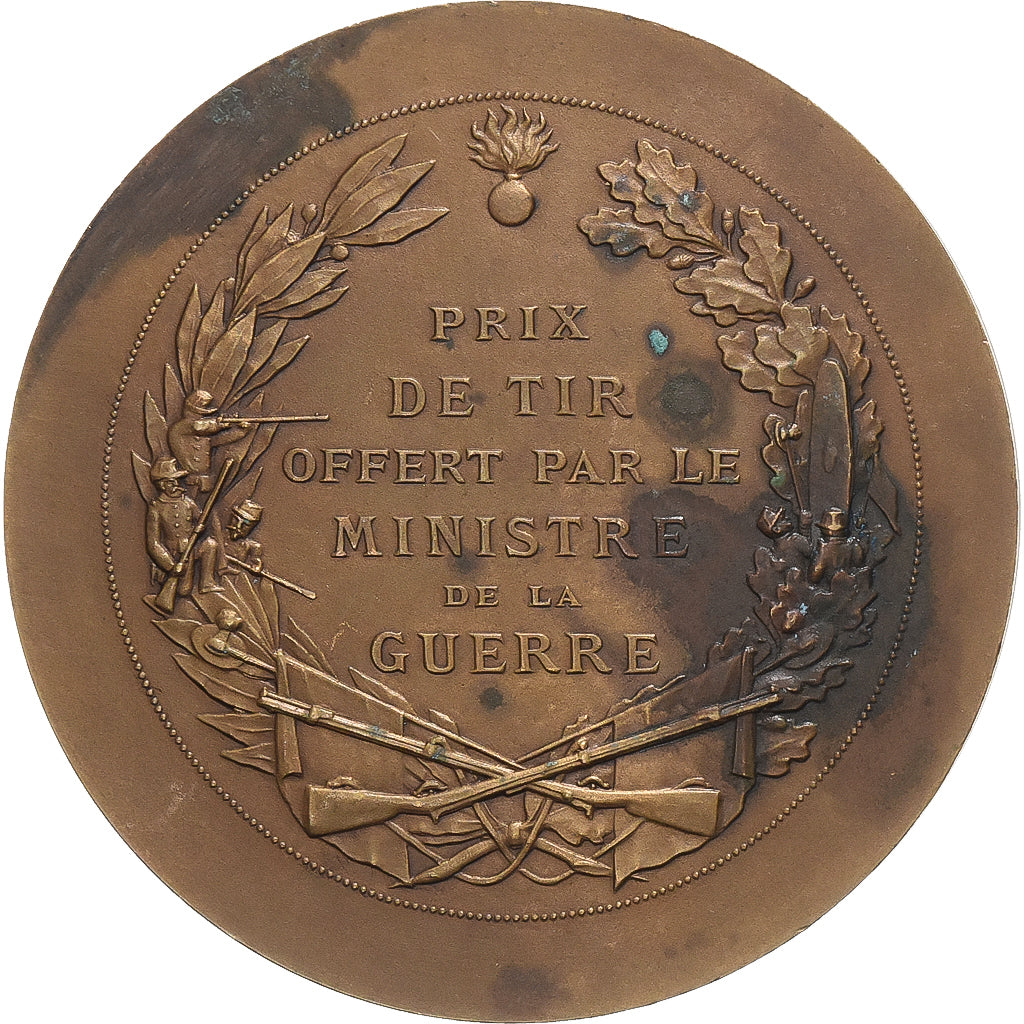 PRIX
DE TIR
OFFERT PAR LE
MINISTRE
DE LA
GUERRE